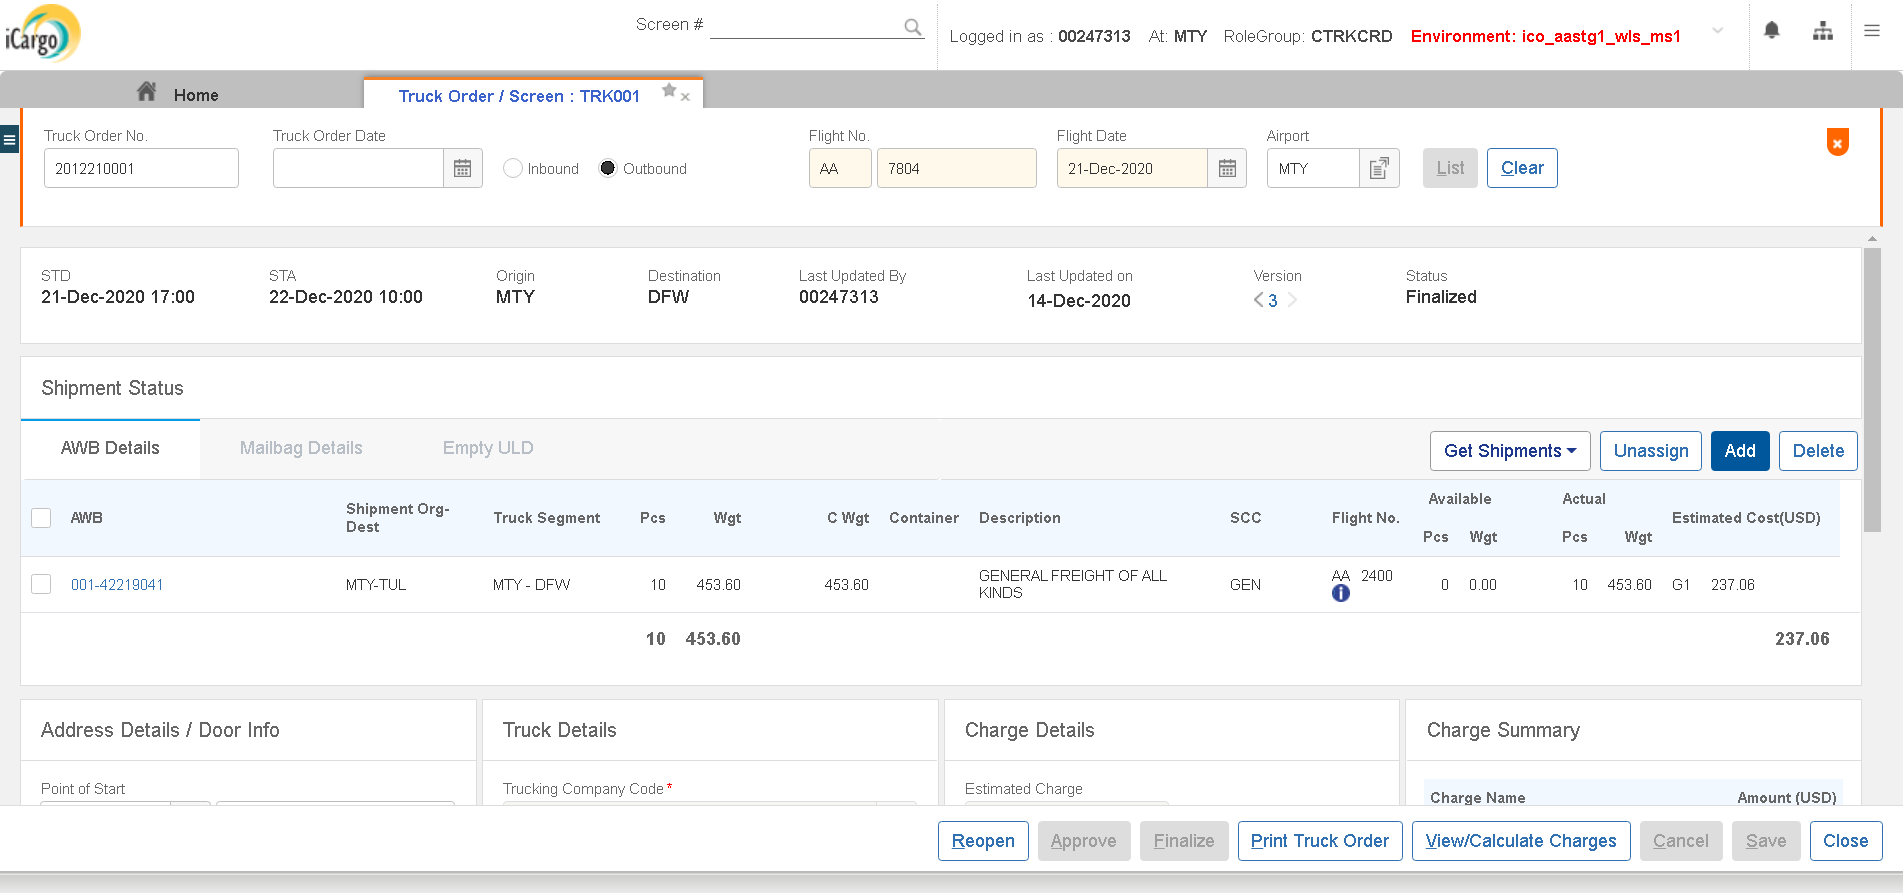 iCargo
Screen #
Logged in as : 00247313 At: MTY RoleGroup: CTRKCRD Environment: ico_aastg1_wls_ms1
Home
Truck Order / Screen : TRK001
Truck Order No. Truck Order Date Flight No. Flight Date Airport
2012210001 Inbound Outbound AA 7804 21-Dec-2020 MTY List Clear
STD STA Origin Destination Last Updated By Last Updated on Version Status
21-Dec-2020 17:00 22-Dec-2020 10:00 MTY DFW 00247313 14-Dec-2020 3 Finalized
Shipment Status
AWB Details Mailbag Details Empty ULD Get Shipments Unassign Add Delete
Available Actual
AWB Shipment Org-Dest Truck Segment Pcs Wgt C Wgt Container Description SCC Flight No. Pcs Wgt Pcs Wgt Estimated Cost(USD)
001-42219041 MTY-TUL MTY - DFW 10 453.60 453.60 GENERAL FREIGHT OF ALL KINDS GEN AA 2400 0 0.00 10 453.60 G1 237.06
10 453.60 237.06
Address Details / Door Info Truck Details Charge Details Charge Summary
Point of Start Trucking Company Code * Estimated Charge Charge Name Amount (USD)
Reopen Approve Finalize Print Truck Order View/Calculate Charges Cancel Save Close